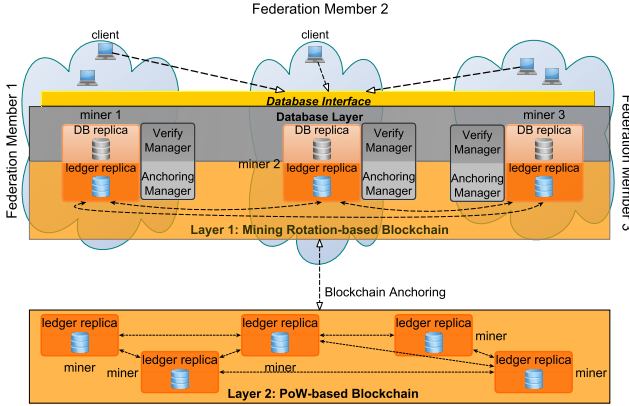 Federation Member 2
client
client
Federation Member 1
Federation Member 3
Database Interface
Database Layer
miner 1
miner 3
DB replica
Verify
Manager
DB replica
Verify
Manager
Verify
Manager
DB replica
miner 2
ledger replica
Anchoring
Manager
ledger replica
Anchoring
Manager
Anchoring
Manager
ledger replica
Layer 1: Mining Rotation-based Blockchain
Blockchain Anchoring
ledger replica
ledger replica
ledger replica
miner
miner
ledger replica
miner
miner
ledger replica
miner
Layer 2: PoW-based Blockchain